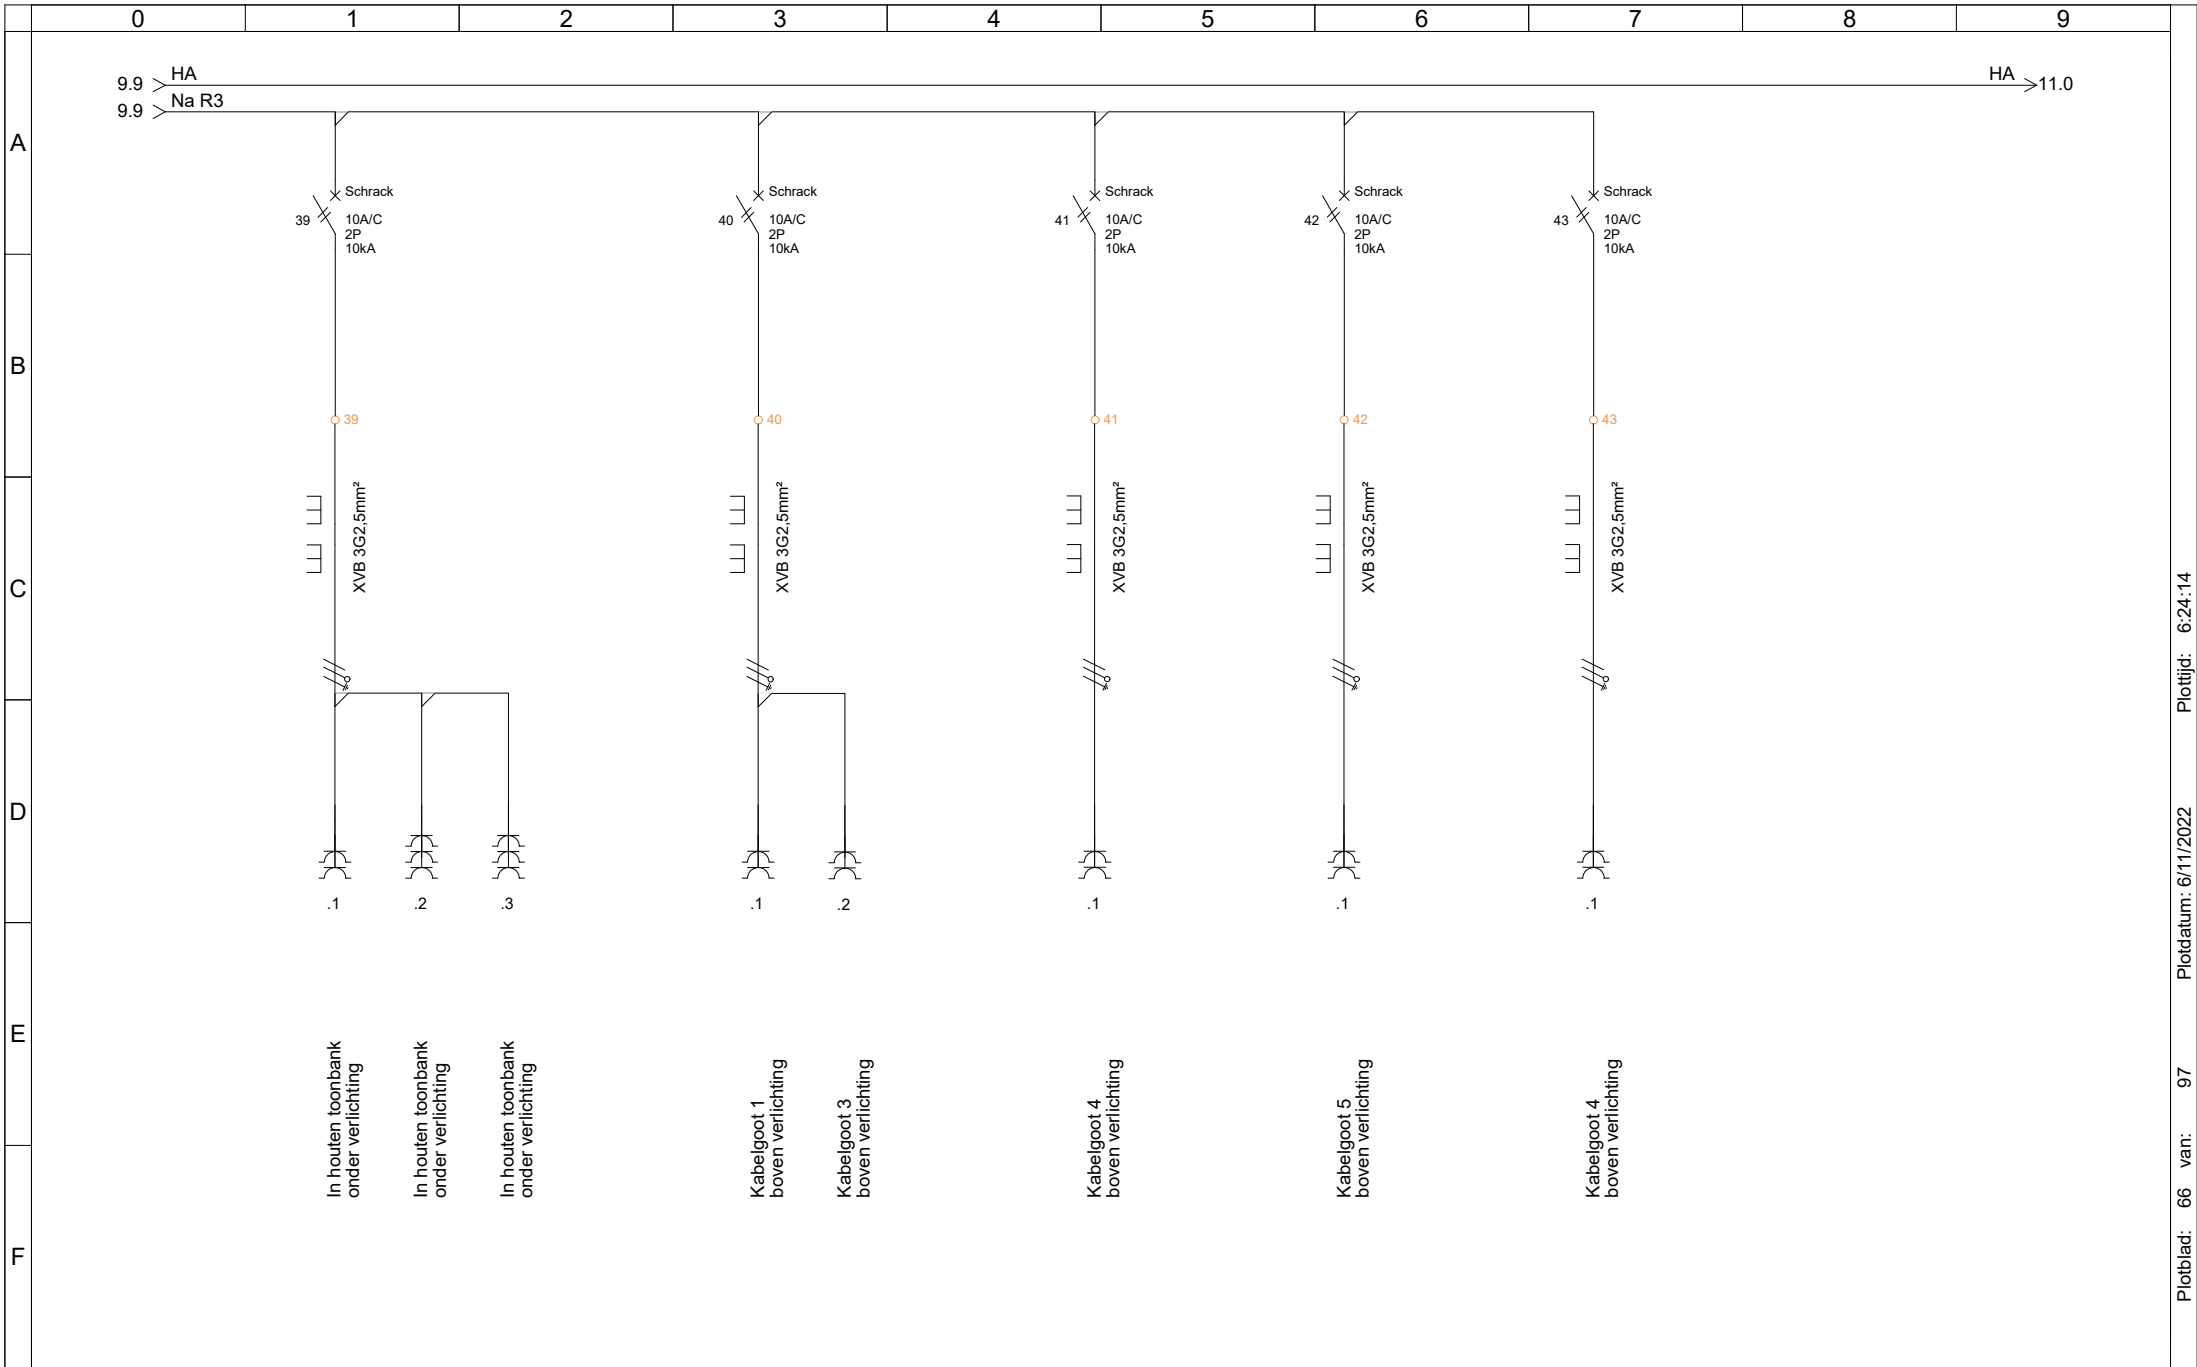 0 1 2 3 4 5 6 7 8 9
9.9 HA HA 11.0
9.9 Na R3
A
Schrack Schrack Schrack Schrack Schrack
39 10A/C 40 10A/C 41 10A/C 42 10A/C 43 10A/C
2P 2P 2P 2P 2P
10kA 10kA 10kA 10kA 10kA
B
39 40 41 42 43
C
XVB 3G2,5mm² XVB 3G2,5mm² XVB 3G2,5mm² XVB 3G2,5mm² XVB 3G2,5mm²
D
.1 .2 .3 .1 .2 .1 .1 .1
E
In houten toonbank
onder verlichting
In houten toonbank
onder verlichting
In houten toonbank
onder verlichting
Kabelgoot 1
boven verlichting
Kabelgoot 3
boven verlichting
Kabelgoot 4
boven verlichting
Kabelgoot 5
boven verlichting
Kabelgoot 4
boven verlichting
F
Plotblad: 66 van: 97 Plotdatum: 6/11/2022 Plottijd: 6:24:14